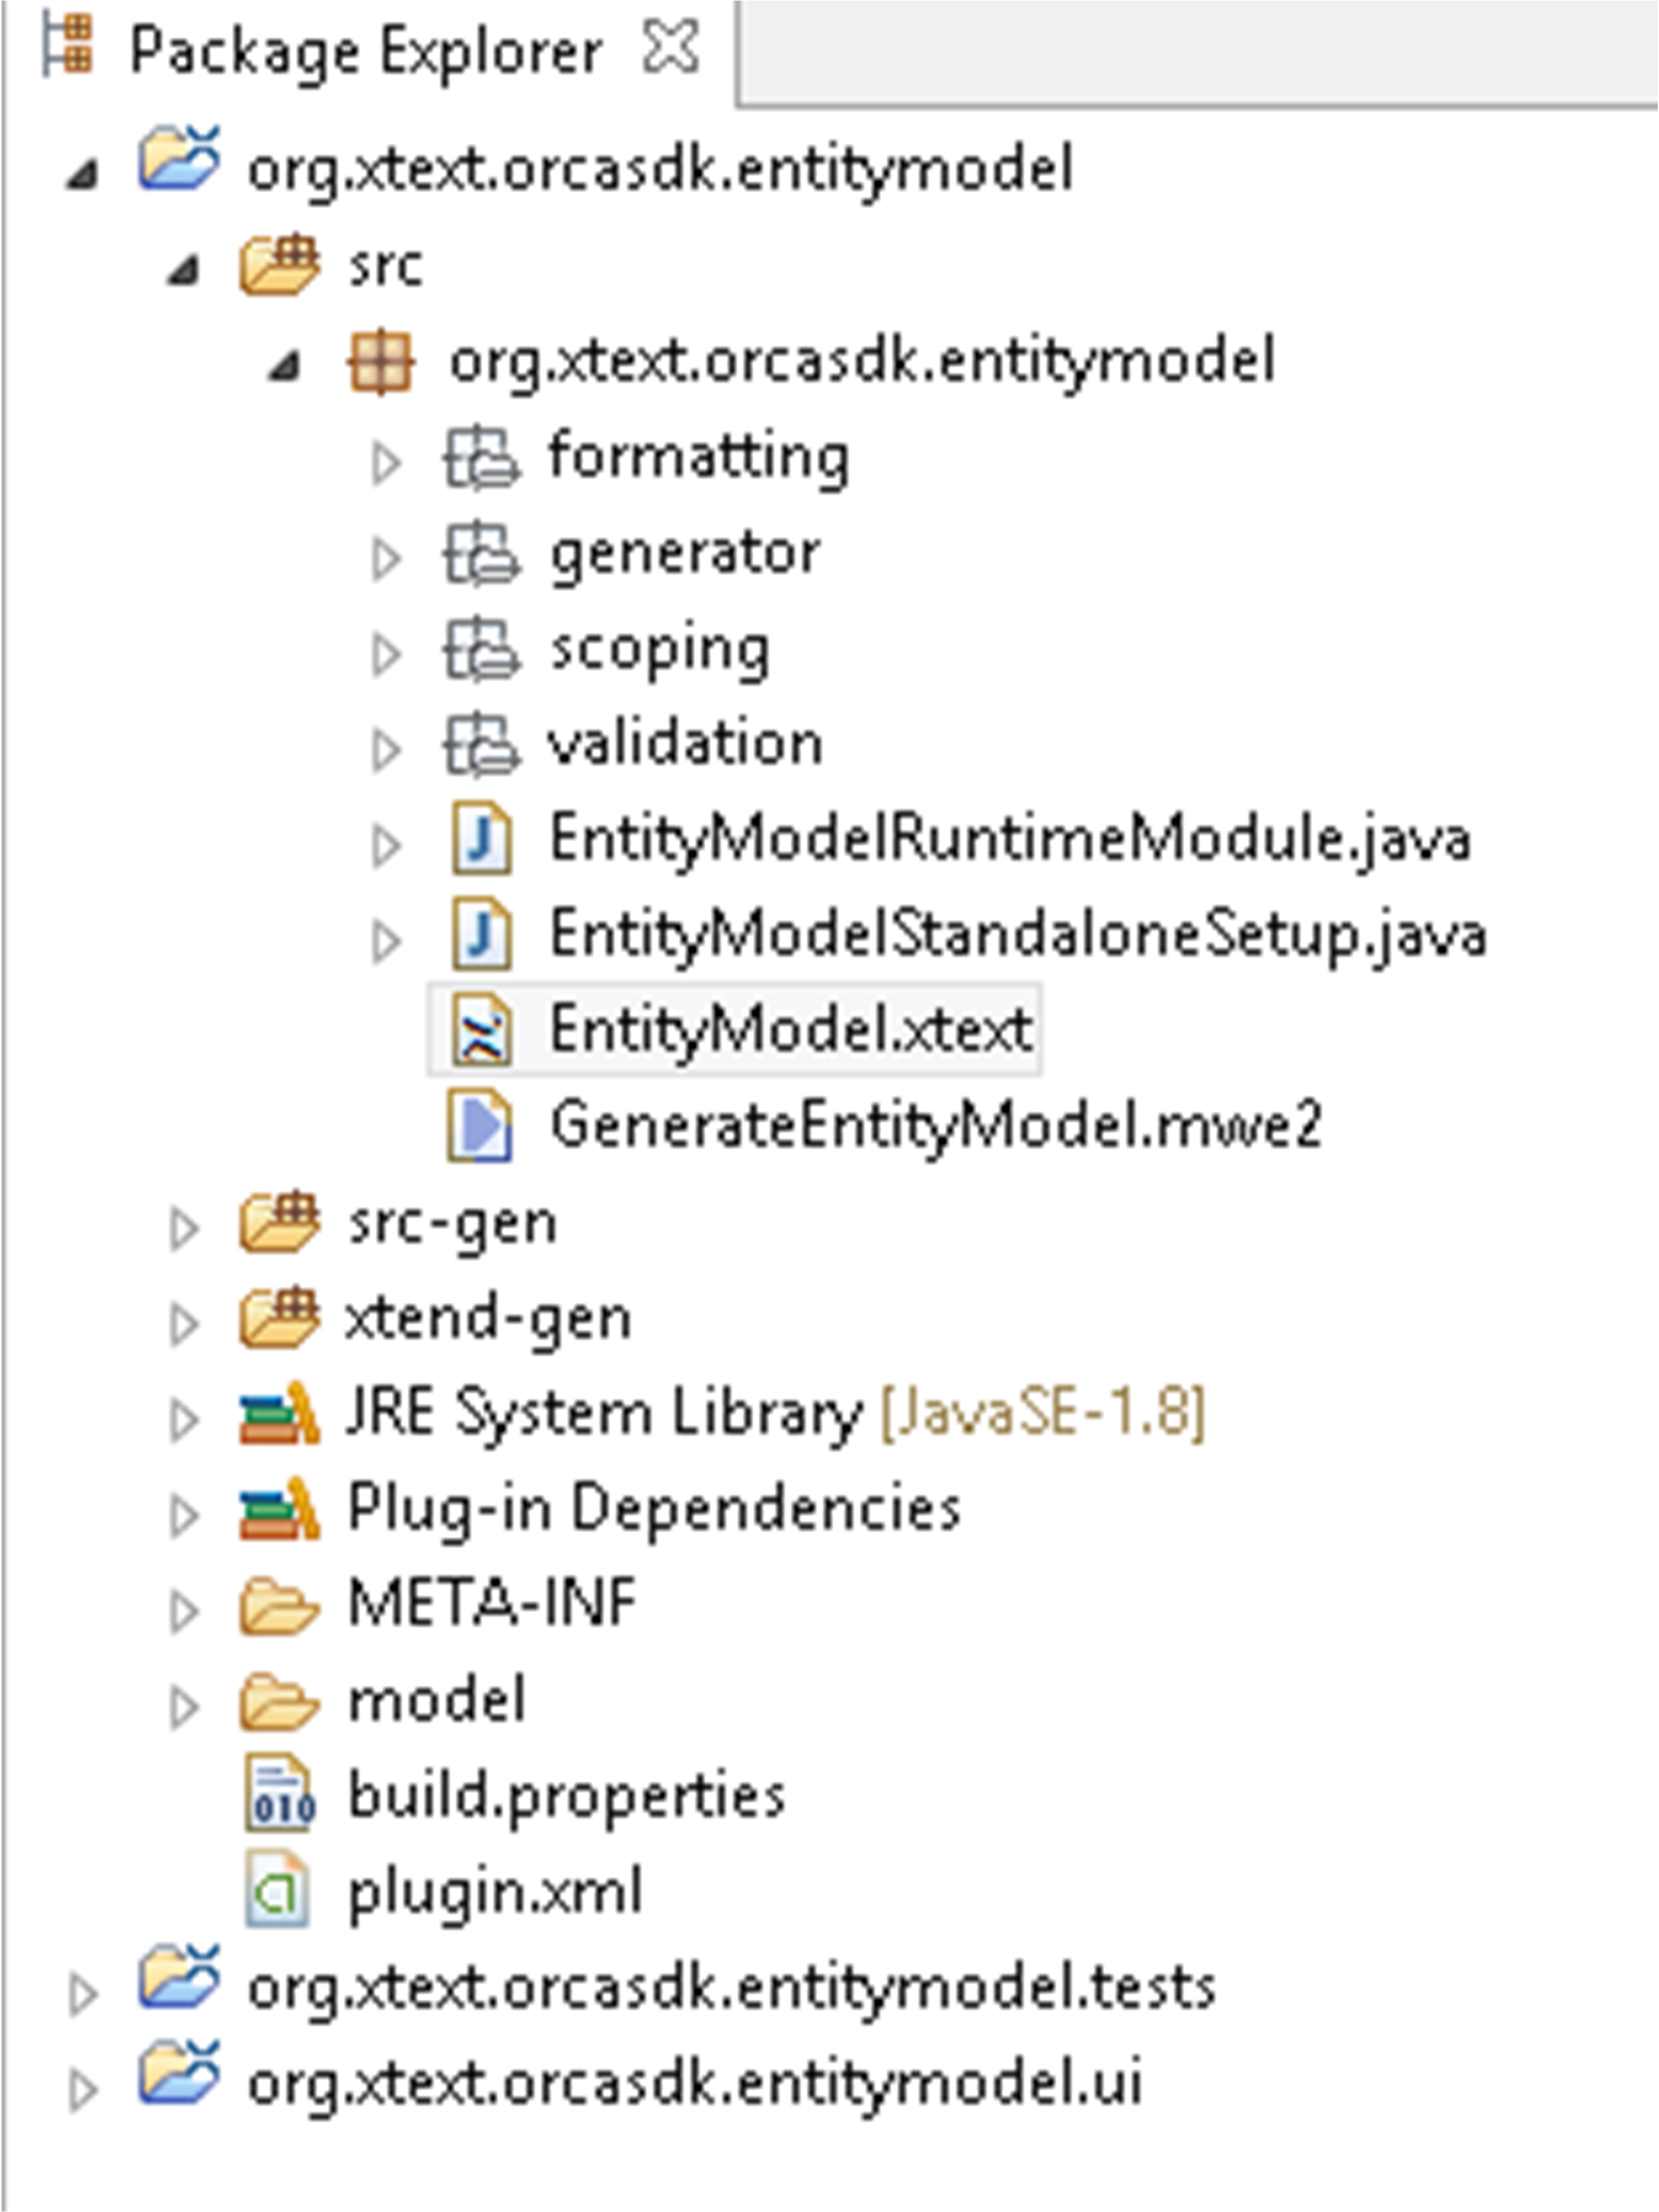 Package Explorer
org.xtext.orcasdk.entitymodel
src
org.xtext.orcasdk.entitymodel
formatting
generator
scoping
validation
EntityModelRuntimeModule.java
EntityModelStandaloneSetup.java
EntityModel.xtext
GenerateEntityModel.mwe2
src-gen
xtend-gen
JRE System Library [JavaSE-1.8]
Plug-in Dependencies
META-INF
model
build.properties
plugin.xml
org.xtext.orcasdk.entitymodel.tests
org.xtext.orcasdk.entitymodel.ui